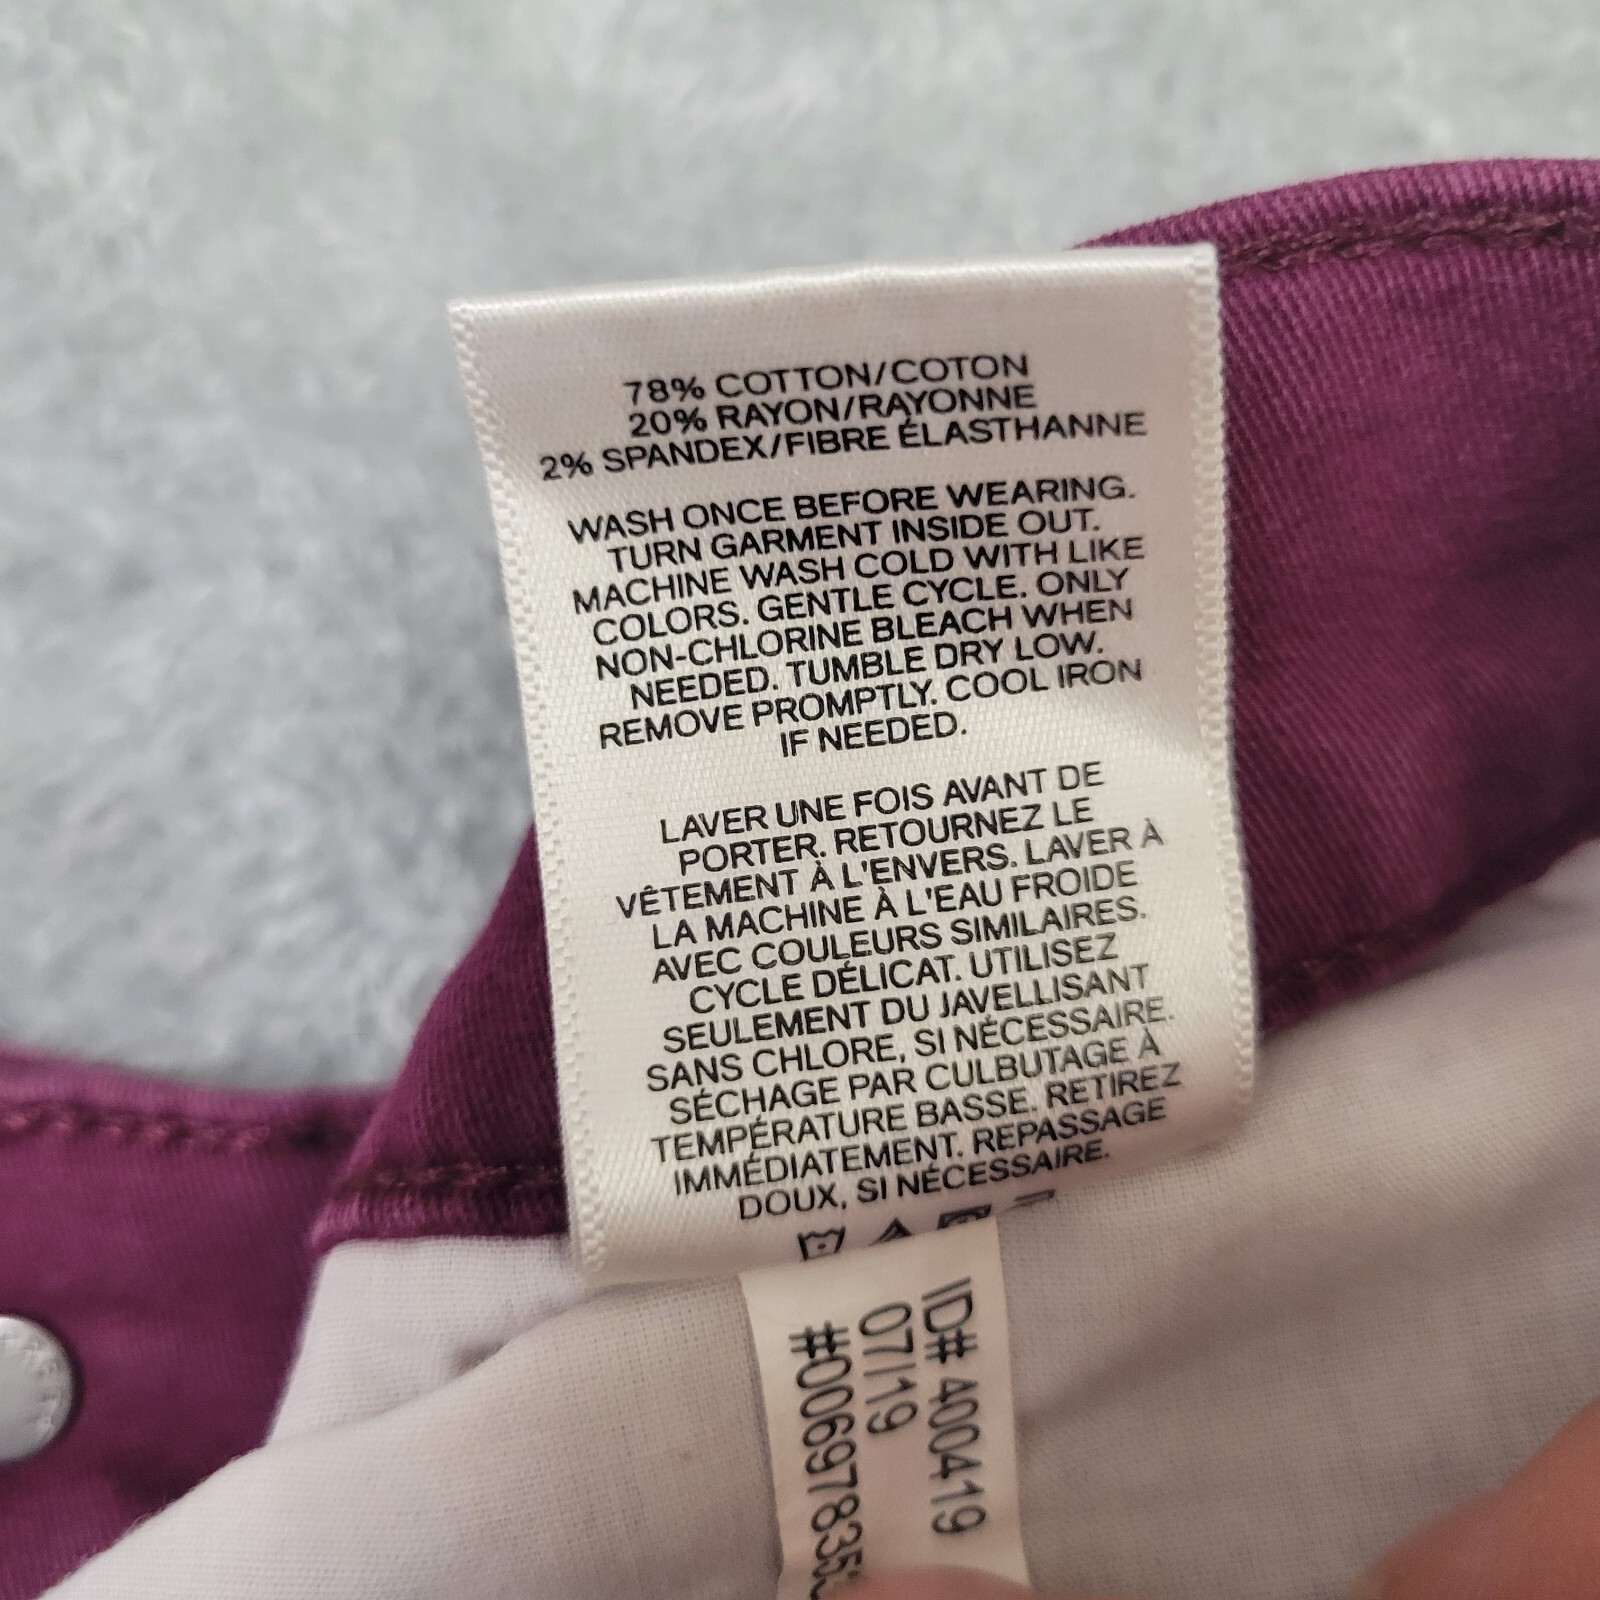 78% COTTON/COTON
20% RAYON/RAYONNE
2% SPANDEX/FIBRE ÉLASTHANNE
WASH ONCE BEFORE WEARING.
TURN GARMENT INSIDE OUT.
MACHINE WASH COLD WITH LIKE
COLORS. GENTLE CYCLE. ONLY
NON-CHLORINE BLEACH WHEN
NEEDED. TUMBLE DRY LOW.
REMOVE PROMPTLY. COOL IRON
IF NEEDED.
LAVER UNE FOIS AVANT DE
PORTER. RETOURNEZ LE
VÊTEMENT À L'ENVERS. LAVER À
LA MACHINE À L'EAU FROIDE
AVEC COULEURS SIMILAIRES.
CYCLE DÉLICAT. UTILISEZ
SEULEMENT DU JAVELLISANT
SANS CHLORE, SI NÉCESSAIRE.
SÉCHAGE PAR CULBUTAGE À
TEMPÉRATURE BASSE. RETIREZ
IMMÉDIATEMENT. REPASSAGE
DOUX, SI NÉCESSAIRE.
ID# 400419
07/19